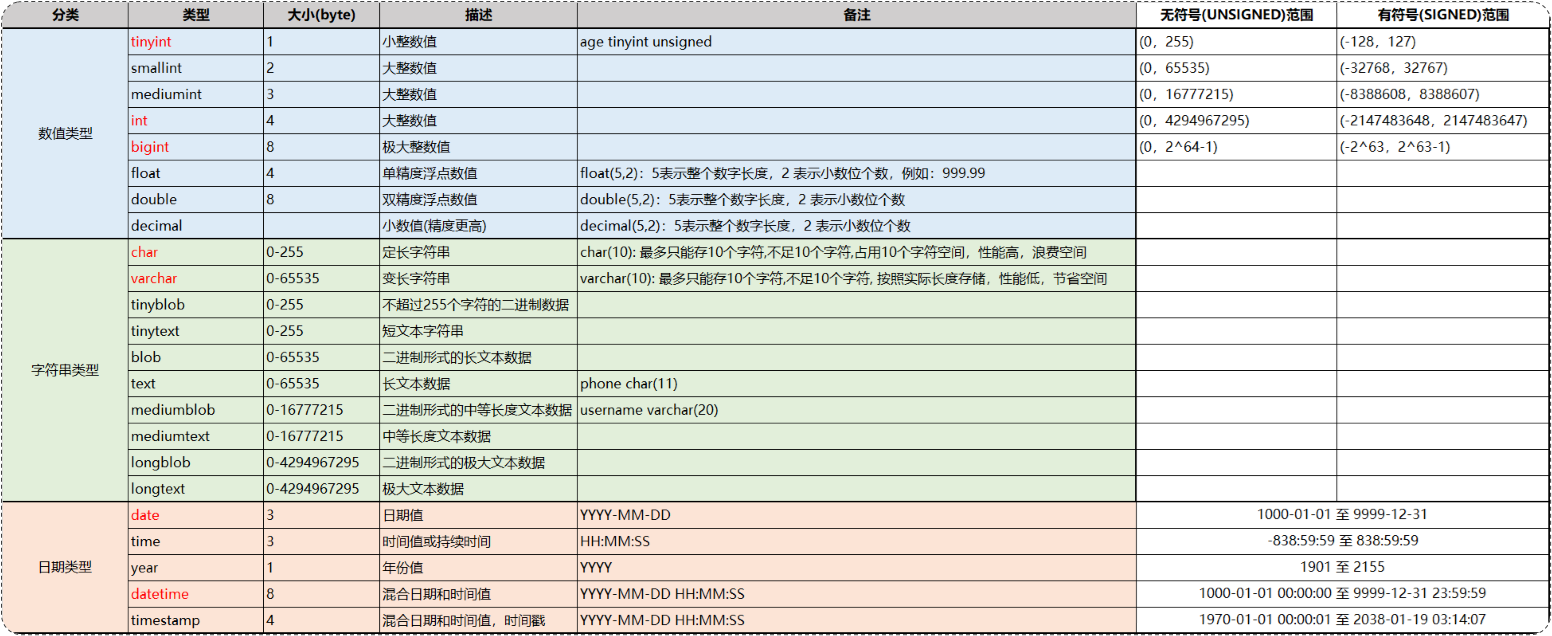 分类 类型 大小(byte) 描述 备注 无符号(UNSIGNED)范围 有符号(SIGNED)范围
tinyint 1 小整数值 age tinyint unsigned (0，255) (-128，127)
smallint 2 大整数值 (0，65535) (-32768，32767)
mediumint 3 大整数值 (0，16777215) (-8388608，8388607)
int 4 大整数值 (0，4294967295) (-2147483648，2147483647)
数值类型
bigint 8 极大整数值 (0，2^64-1) (-2^63，2^63-1)
float 4 单精度浮点数值 float(5,2)：5表示整个数字长度，2 表示小数位个数，例如：999.99
double 8 双精度浮点数值 double(5,2)：5表示整个数字长度，2 表示小数位个数
decimal 小数值(精度更高) decimal(5,2)：5表示整个数字长度，2 表示小数位个数
char 0-255 定长字符串 char(10): 最多只能存10个字符,不足10个字符,占用10个字符空间，性能高，浪费空间
varchar 0-65535 变长字符串 varchar(10): 最多只能存10个字符,不足10个字符, 按照实际长度存储，性能低，节省空间
tinyblob 0-255 不超过255个字符的二进制数据
tinytext 0-255 短文本字符串
blob 0-65535 二进制形式的长文本数据
字符串类型
text 0-65535 长文本数据 phone char(11)
mediumblob 0-16777215 二进制形式的中等长度文本数据 username varchar(20)
mediumtext 0-16777215 中等长度文本数据
longblob 0-4294967295 二进制形式的极大文本数据
longtext 0-4294967295 极大文本数据
date 3 日期值 YYYY-MM-DD 1000-01-01 至 9999-12-31
time 3 时间值或持续时间 HH:MM:SS -838:59:59 至 838:59:59
日期类型 year 1 年份值 YYYY 1901 至 2155
datetime 8 混合日期和时间值 YYYY-MM-DD HH:MM:SS 1000-01-01 00:00:00 至 9999-12-31 23:59:59
timestamp 4 混合日期和时间值，时间戳 YYYY-MM-DD HH:MM:SS 1970-01-01 00:00:01 至 2038-01-19 03:14:07